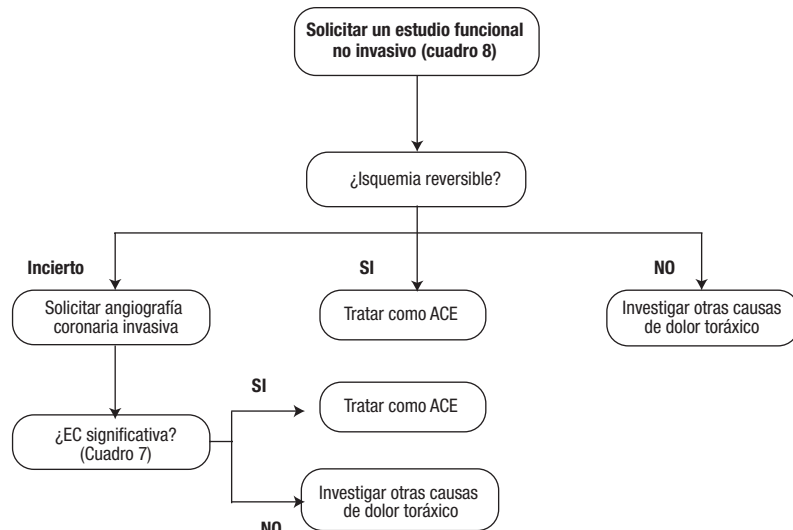 Solicitar un estudio funcional
no invasivo (cuadro 8)
¿Isquemia reversible?
Incierto
SI
NO
Solicitar angiografía
coronaria invasiva
Tratar como ACE
Investigar otras causas
de dolor toráxico
SI
¿EC significativa?
(Cuadro 7)
Tratar como ACE
Investigar otras causas
de dolor toráxico
NO